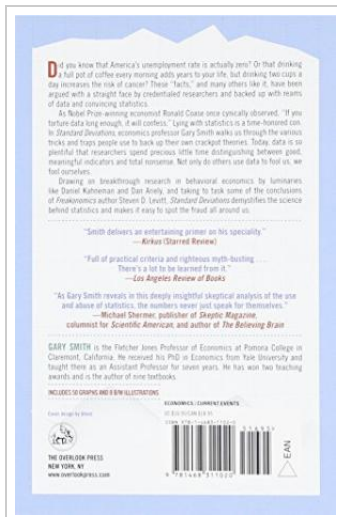 Did you know that America's unemployment rate is actually zero? Or that drinking
a full pot of coffee every morning adds years to your life, but drinking two cups a
day increases the risk of cancer? These "facts," and many others like it, have been
argued with a straight face by credentialed researchers and backed up with reams
of data and convincing statistics.
As Nobel Prize-winning economist Ronald Coase once cynically observed, "If
you torture data long enough, it will confess." Lying with statistics is a time-honored con.
In Standard Deviations, economics professor Gary Smith walks us through the various
tricks and traps people use to back up their own crackpot theories. Today, data is so
plentiful that researchers spend precious little time distinguishing between good,
meaningful indicators and total nonsense. Not only do others use data to fool us, we
fool ourselves.
Drawing on breakthrough research in behavioral economics by luminaries
like Daniel Kahneman and Dan Ariely, and taking to task some of the conclusions
of Freakonomics author Steven D. Levitt, Standard Deviations demystifies the science
behind statistics and makes it easy to spot the fraud all around us.
"Smith delivers an entertaining primer on his speciality."
—Kirkus (Starred Review)
"Full of practical criteria and righteous myth-busting . . .
There's a lot to be learned from it."
—Los Angeles Review of Books
"As Gary Smith reveals in this deeply insightful skeptical analysis of the use
and abuse of statistics, the numbers never just speak for themselves."
—Michael Shermer, publisher of Skeptic Magazine,
columnist for Scientific American, and author of The Believing Brain
GARY SMITH is the Fletcher Jones Professor of Economics at Pomona College in
Claremont, California. He received his PhD in Economics from Yale University and
taught there as an Assistant Professor for seven years. He has won two teaching
awards and is the author of nine textbooks.
INCLUDES 50 GRAPHS AND 8 B/W ILLUSTRATIONS
ECONOMICS / CURRENT EVENTS
THE OVERLOOK PRESS
NEW YORK, NY
www.overlookpress.com
EAN
9 781468 311020